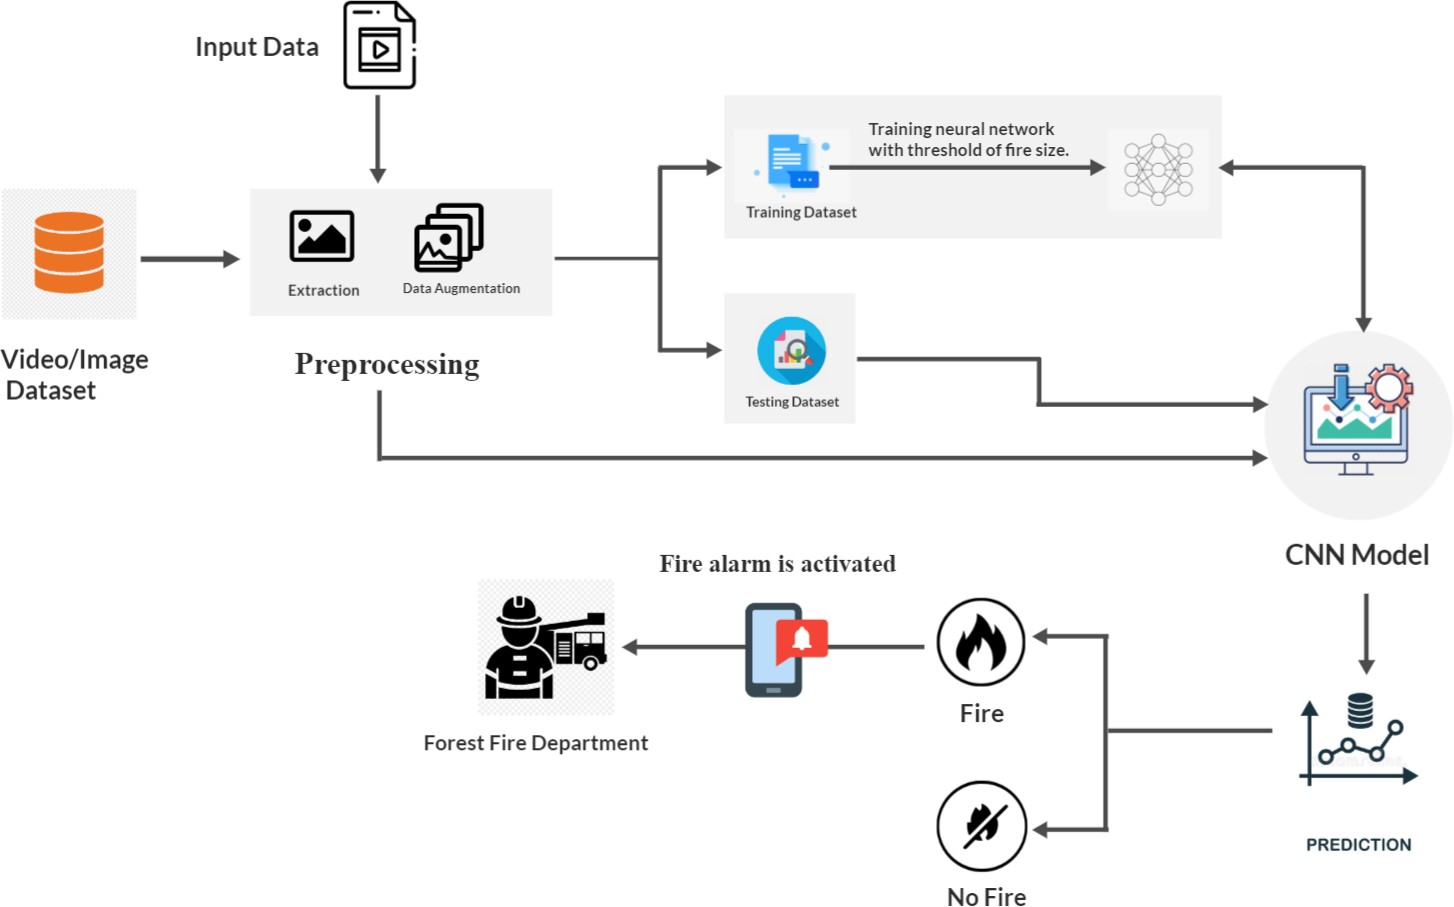 Input Data
Training neural network
with threshold of fire size.
Training Dataset
Extraction
Data Augmentation
Video/Image
Dataset
Preprocessing
Testing Dataset
CNN Model
Fire alarm is activated
Fire
Forest Fire Department
PREDICTION
No Fire